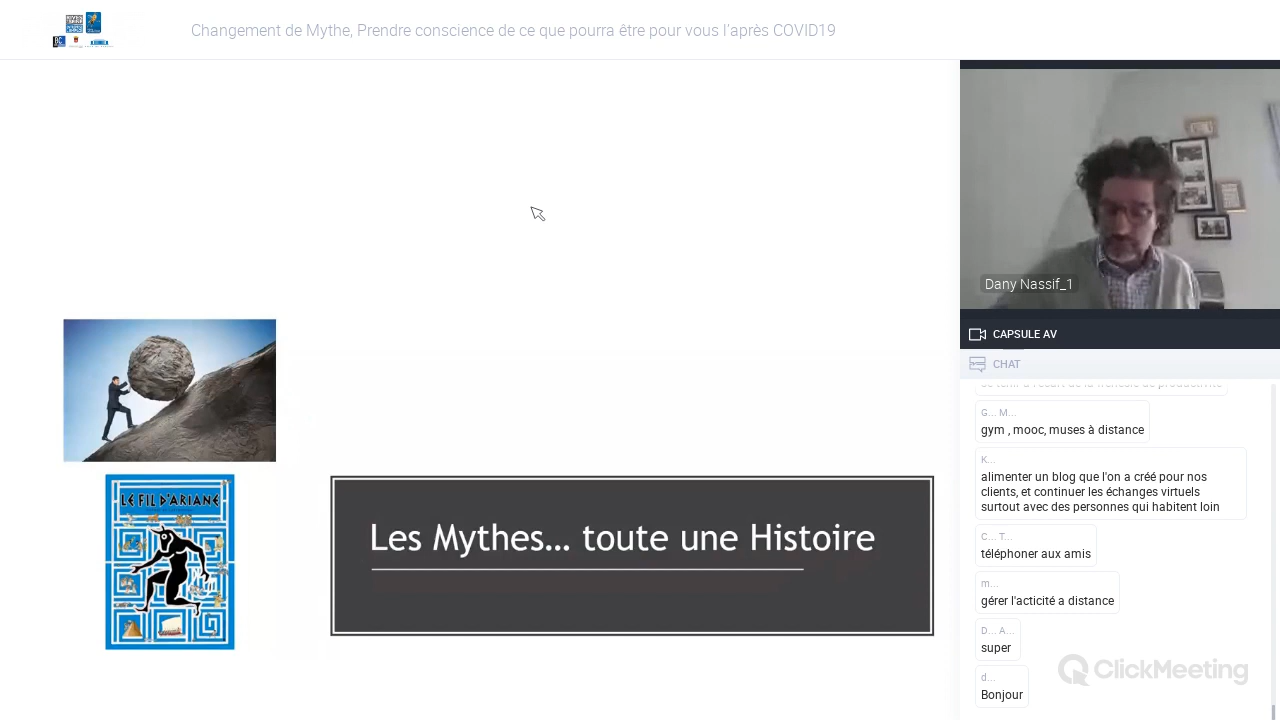 Changement de Mythe, Prendre conscience de ce que pourra être pour vous l'après COVID19
Dany Nassif_1
CAPSULE AV
CHAT
G... M...
gym , mooc, muses à distance
K...
alimenter un blog que l'on a créé pour nos
clients, et continuer les échanges virtuels
surtout avec des personnes qui habitent loin
C... T...
téléphoner aux amis
m...
gérer l'acticité a distance
D... A...
super
d...
Bonjour
ClickMeeting
LE FIL D'ARIANE
Les Mythes... toute une Histoire